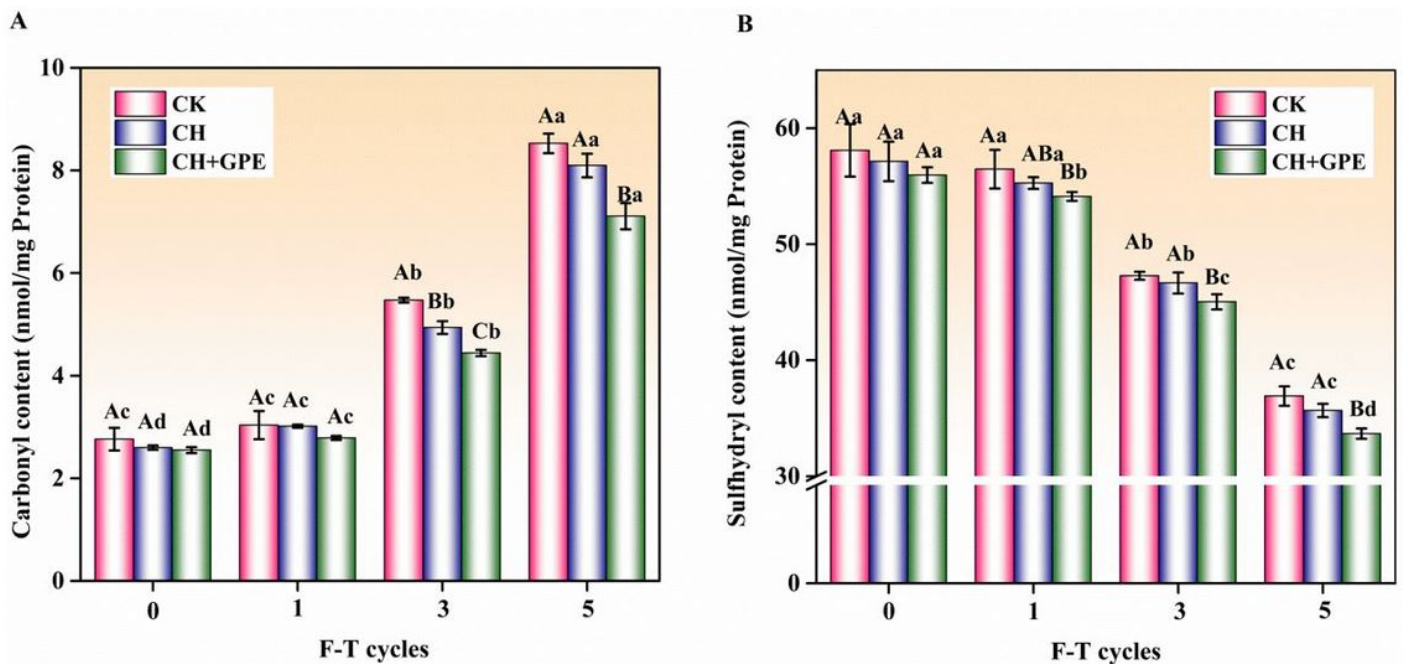 A
Carbonyl content (nmol/mg Protein)
10
8
6
4
2
0
CK
CH
CH+GPE
Ac Ad Ad
Ac Ac Ac
Ab Bb Cb
Aa Aa Ba
0 1 3 5
F-T cycles
B
Sulfhydryl content (nmol/mg Protein)
60
50
40
30
0
CK
CH
CH+GPE
Aa Aa Aa
Aa ABa Bb
Ab Ab Bc
Ac Ac Bd
0 1 3 5
F-T cycles